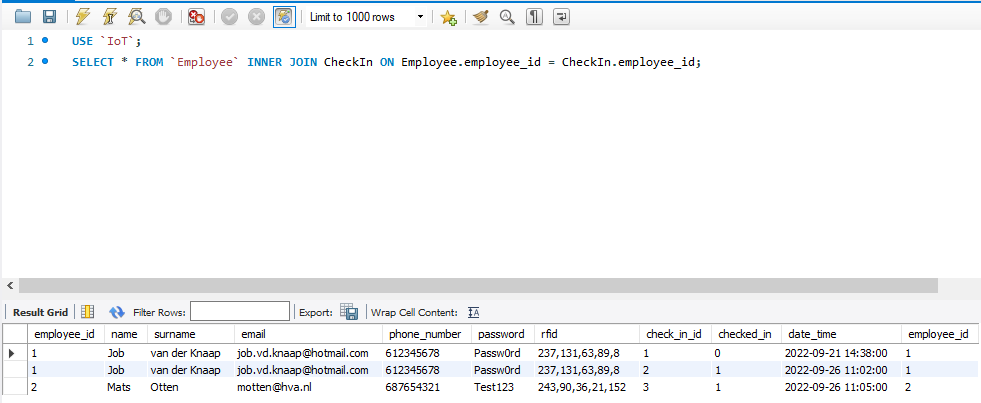 Limit to 1000 rows
1 USE `IoT`;
2 SELECT * FROM `Employee` INNER JOIN CheckIn ON Employee.employee_id = CheckIn.employee_id;
Result Grid Filter Rows: Export: Wrap Cell Content:
employee_id name surname email phone_number password rfid check_in_id checked_in date_time employee_id
1 Job van der Knaap job.vd.knaap@hotmail.com 612345678 Passw0rd 237,131,63,89,8 1 0 2022-09-21 14:38:00 1
1 Job van der Knaap job.vd.knaap@hotmail.com 612345678 Passw0rd 237,131,63,89,8 2 1 2022-09-26 11:02:00 1
2 Mats Otten motten@hva.nl 687654321 Test123 243,90,36,21,152 3 1 2022-09-26 11:05:00 2